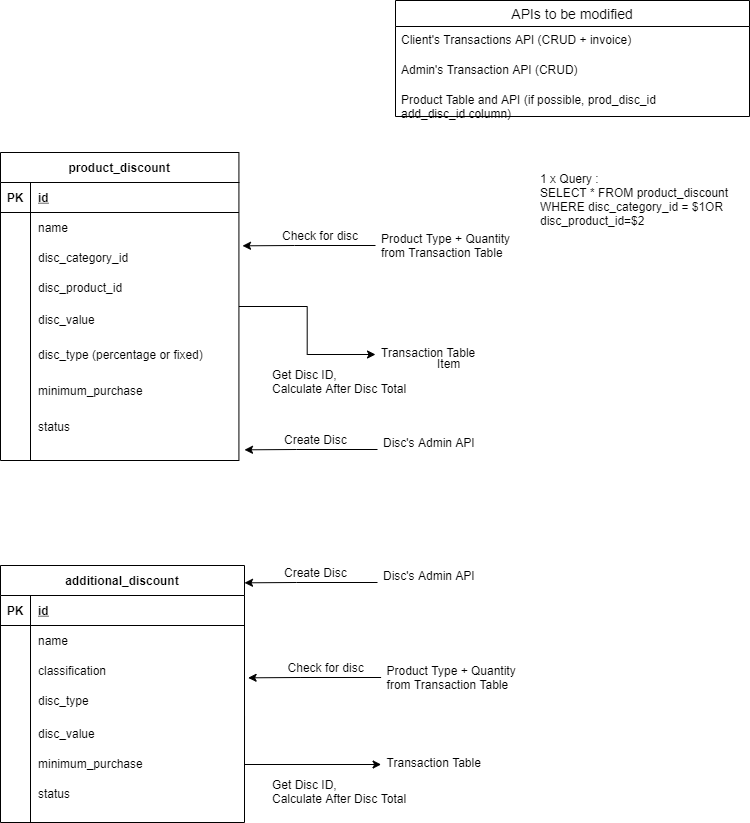 APIs to be modified
Client's Transactions API (CRUD + invoice)
Admin's Transaction API (CRUD)
Product Table and API (if possible, prod_disc_id
add_disc_id column)
product_discount
PK id
name
disc_category_id
disc_product_id
disc_value
disc_type (percentage or fixed)
minimum_purchase
status
1 x Query :
SELECT * FROM product_discount
WHERE disc_category_id = $1OR
disc_product_id=$2
Check for disc
Product Type + Quantity
from Transaction Table
Transaction Table
Item
Get Disc ID,
Calculate After Disc Total
Create Disc
Disc's Admin API
additional_discount
PK id
name
classification
disc_type
disc_value
minimum_purchase
status
Create Disc
Disc's Admin API
Check for disc
Product Type + Quantity
from Transaction Table
Transaction Table
Get Disc ID,
Calculate After Disc Total